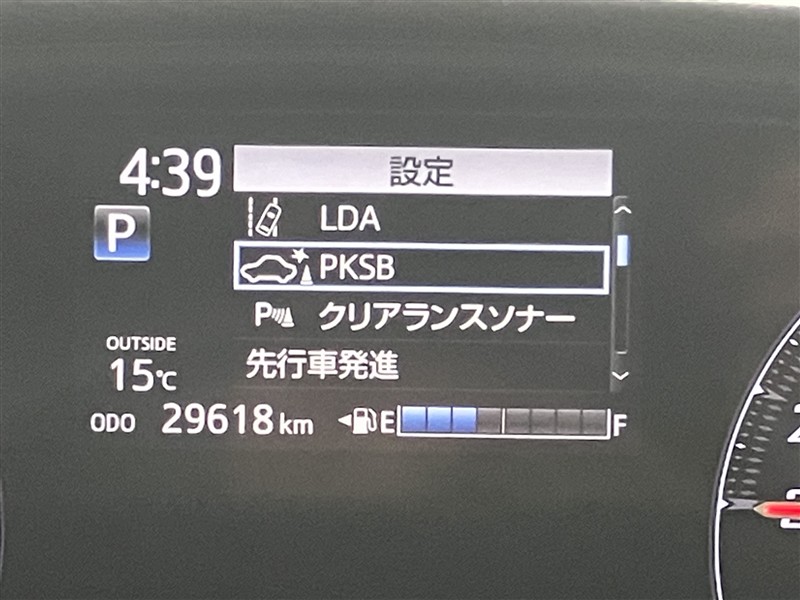 4:39
設定
P
LDA
PKSB
P クリアランスソナー
先行車発進
OUTSIDE
15℃
ODO 29618 km
E F